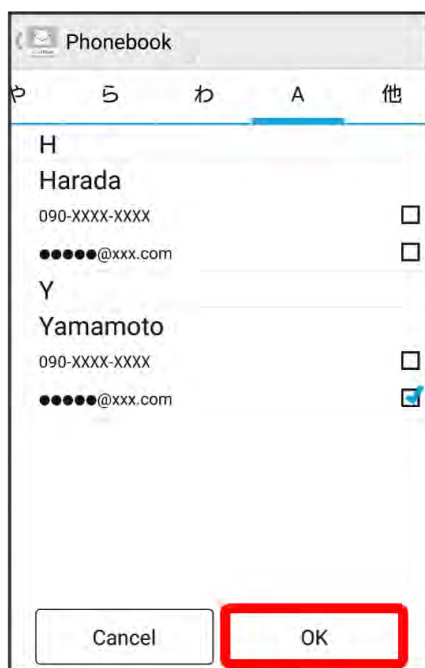 Phonebook
や ら わ A 他
H
Harada
090-XXXX-XXXX
●●●●●@xxx.com
Y
Yamamoto
090-XXXX-XXXX
●●●●●@xxx.com
Cancel OK